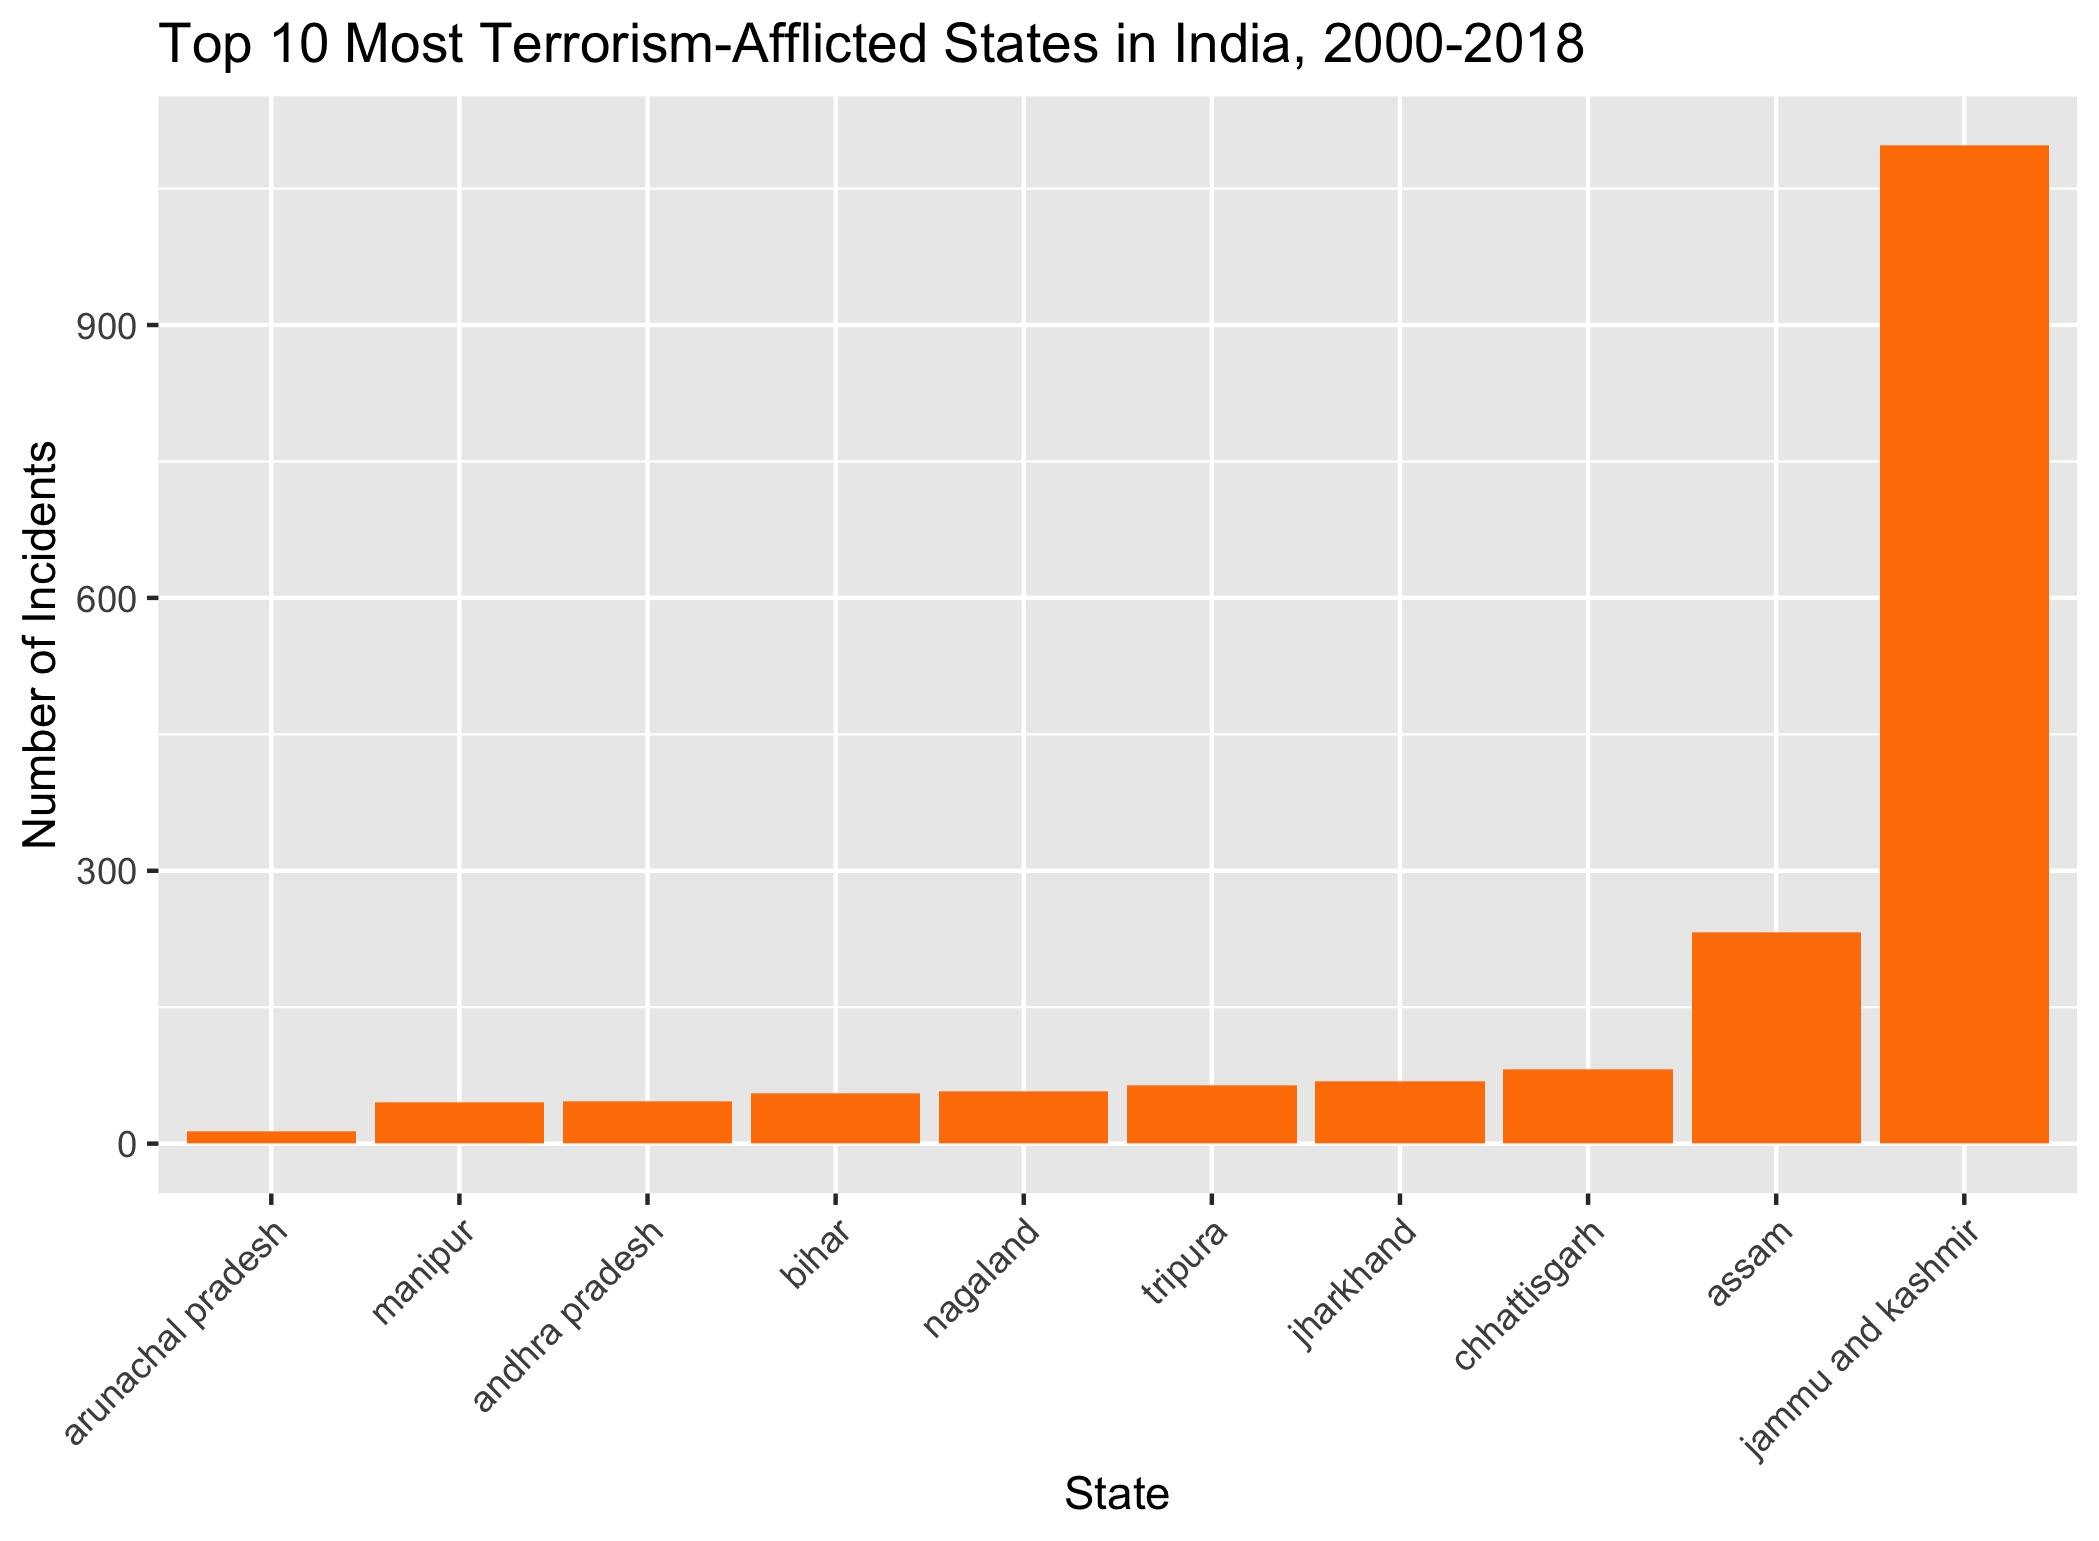 Top 10 Most Terrorism-Afflicted States in India, 2000-2018
Number of Incidents
900
600
300
0
arunachal pradesh
manipur
andhra pradesh
bihar
nagaland
tripura
jharkhand
chhattisgarh
assam
jammu and kashmir
State